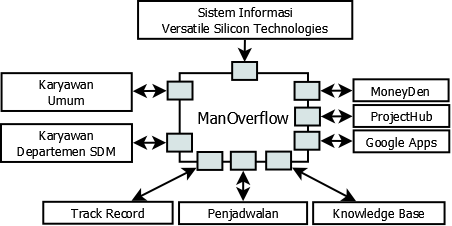 Sistem Informasi
Versatile Silicon Technologies
Karyawan
Umum
Karyawan
Departemen SDM
ManOverflow
MoneyDen
ProjectHub
Google Apps
Track Record
Penjadwalan
Knowledge Base